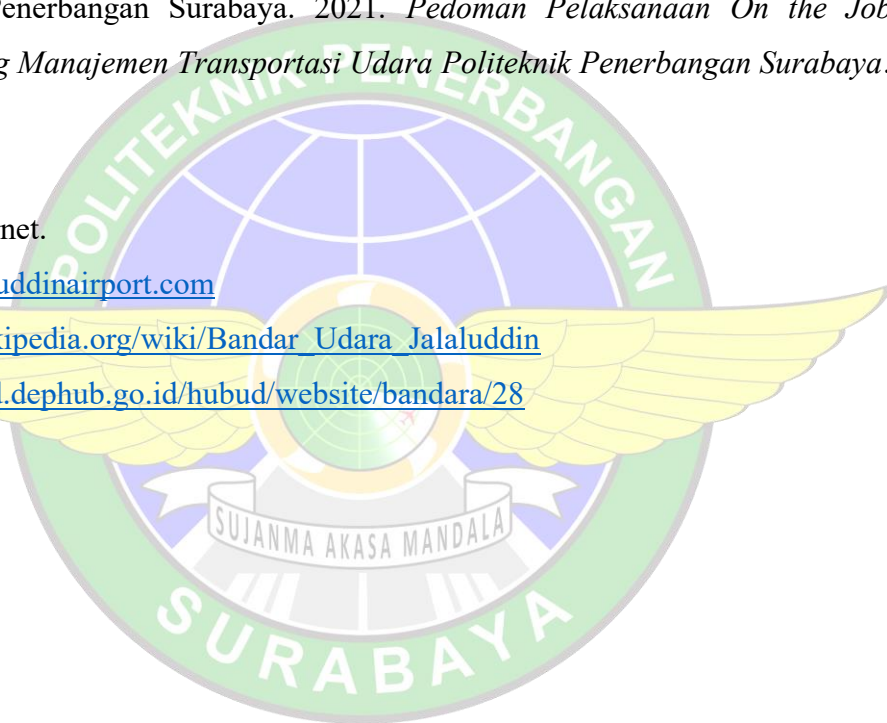 Penerbangan Surabaya. 2021. Pedoman Pelaksanaan On the Job
g Manajemen Transportasi Udara Politeknik Penerbangan Surabaya.
net.
uddinairport.com
kipedia.org/wiki/Bandar_Udara_Jalaluddin
d.dephub.go.id/hubud/website/bandara/28
POLITEKNIK PENERBANGAN
SUJANMA AKASA MANDALA
SURABAYA